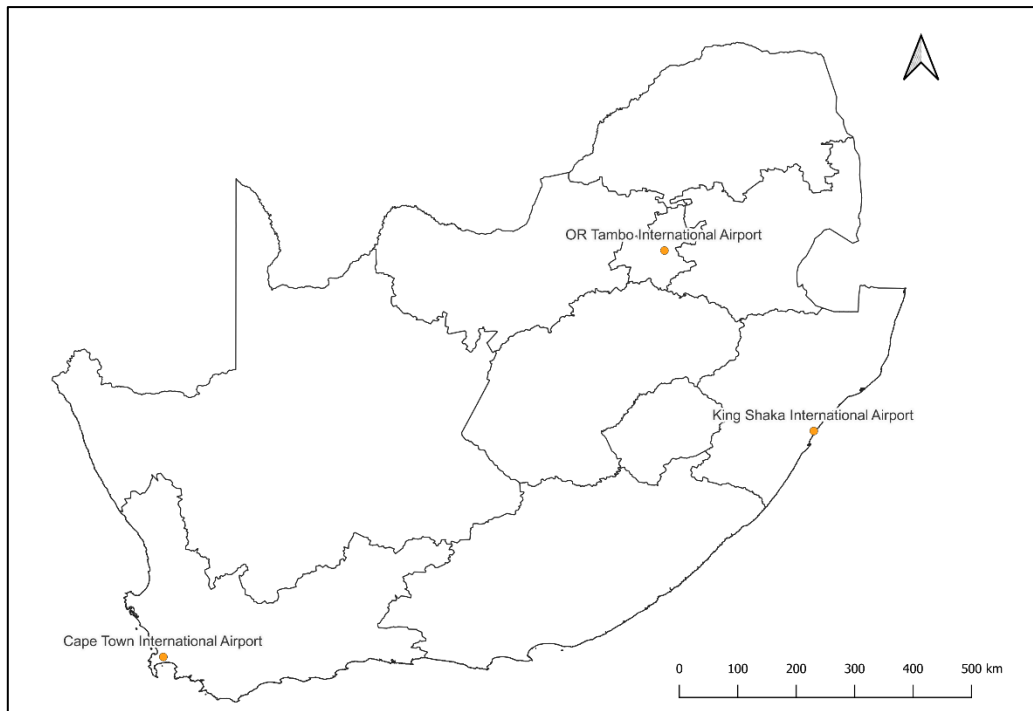 OR Tambo International Airport
King Shaka International Airport
Cape Town International Airport
0 100 200 300 400 500 km